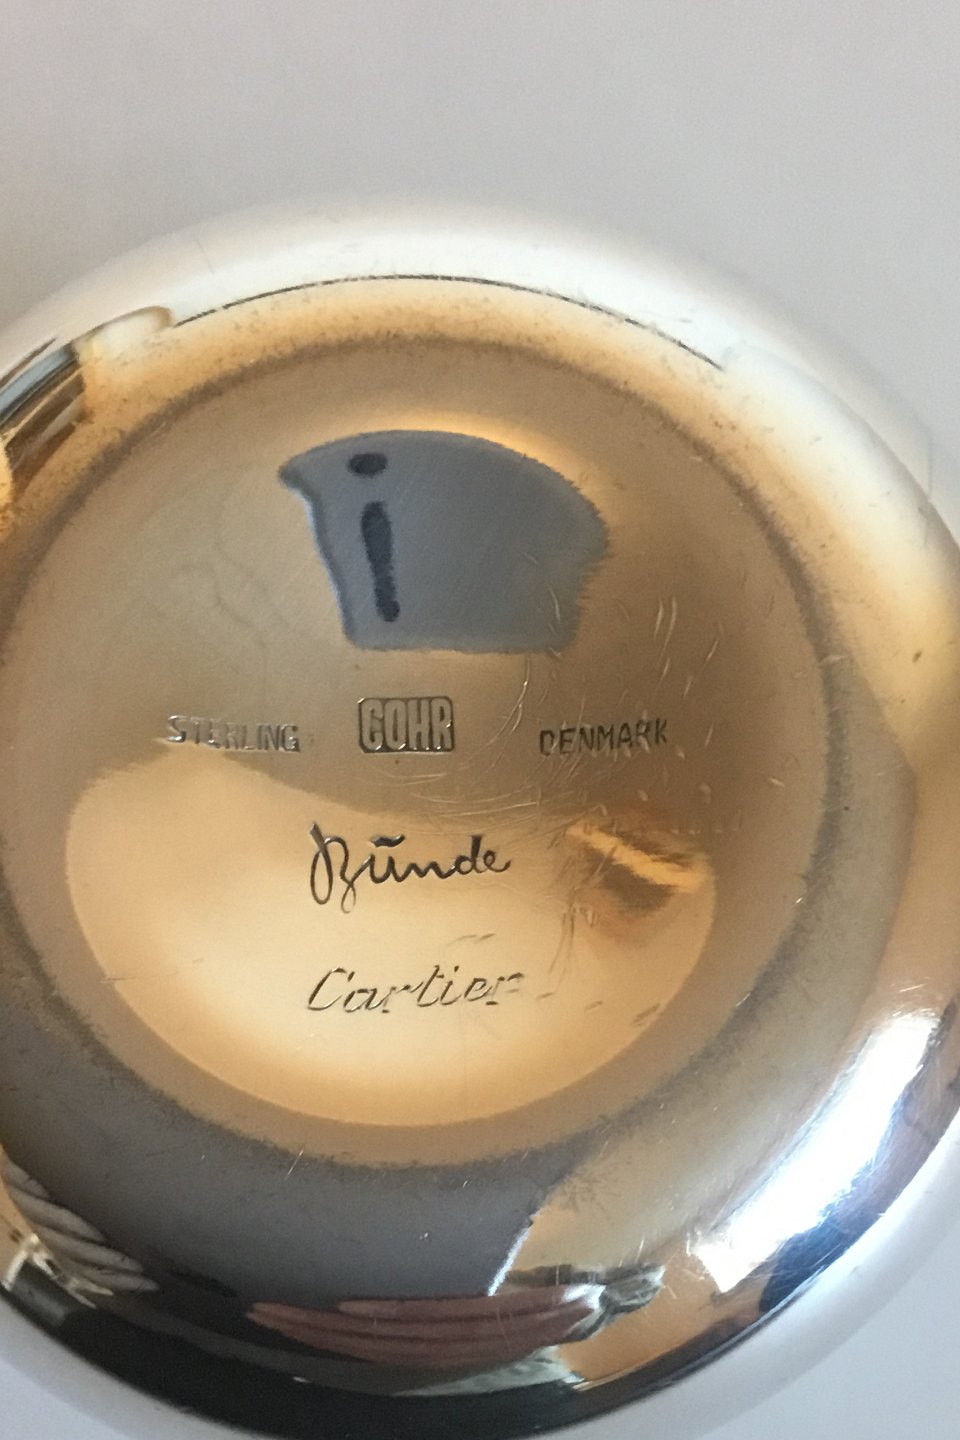 STERLING COHR DENMARK
Bünde
Cartier